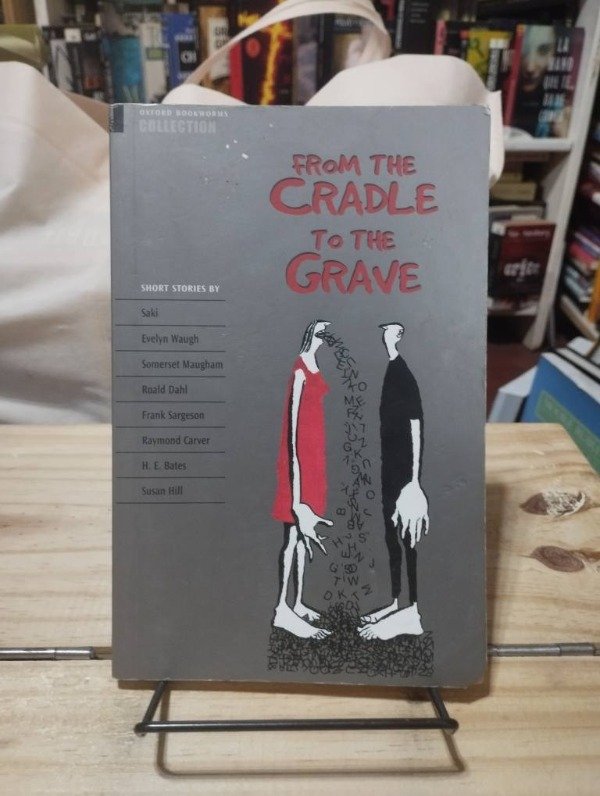 OXFORD BOOKWORMS
COLLECTION
FROM THE
CRADLE
TO THE
GRAVE
SHORT STORIES BY
Saki
Evelyn Waugh
Somerset Maugham
Roald Dahl
Frank Sargeson
Raymond Carver
H. E. Bates
Susan Hill